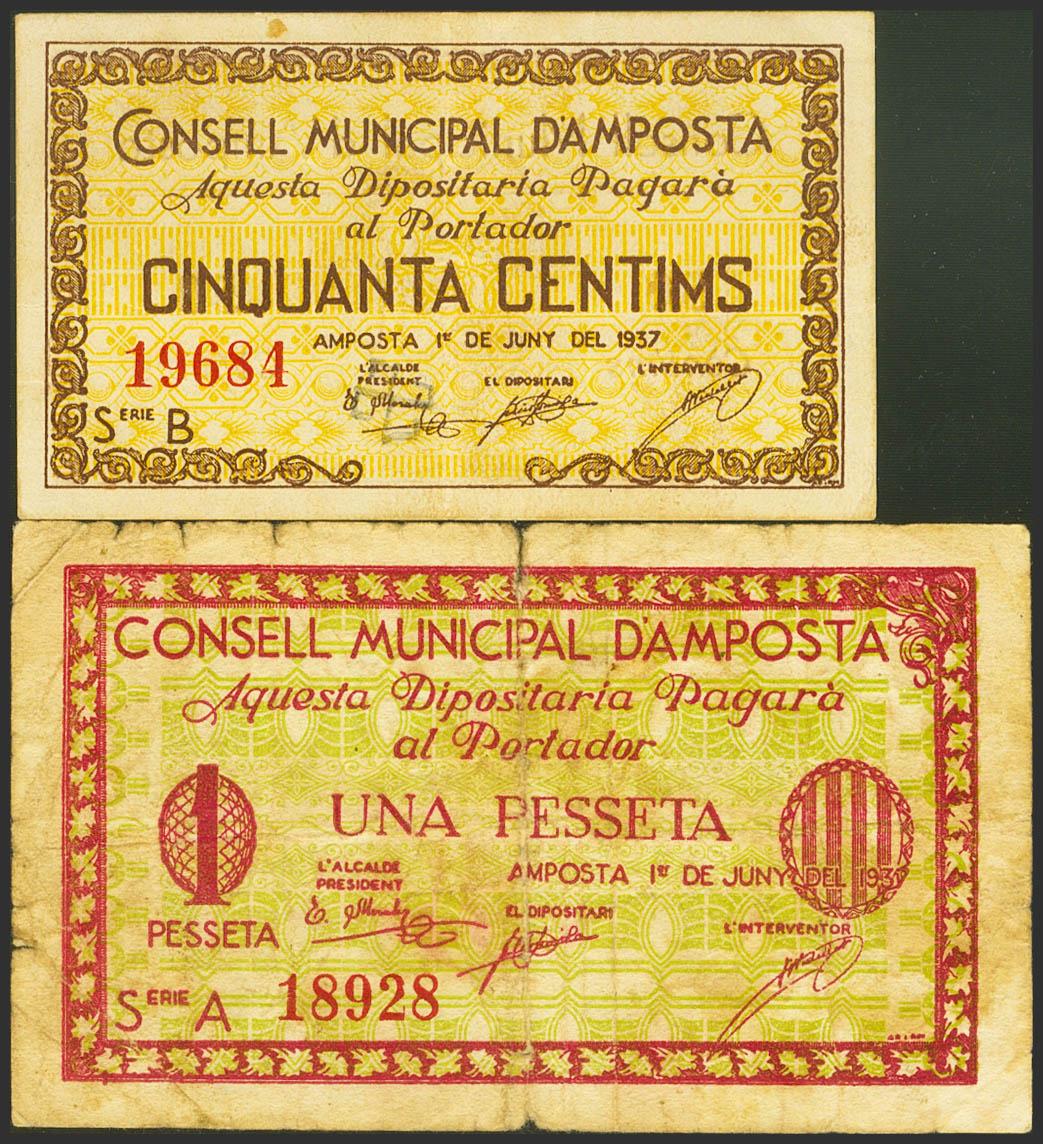 CONSELL MUNICIPAL D'AMPOSTA
Aquesta Dipositaria Pagarà
al Portador
CINQUANTA CENTIMS
AMPOSTA 1er DE JUNY DEL 1937
19684
L'ALCALDE
PRESIDENT
EL DIPOSITARI
L'INTERVENTOR
SERIE B
CONSELL MUNICIPAL D'AMPOSTA
Aquesta Dipositaria Pagarà
al Portador
1
UNA PESSETA
AMPOSTA 1er DE JUNY DEL 1937
L'ALCALDE
PRESIDENT
EL DIPOSITARI
L'INTERVENTOR
PESSETA
SERIE A 18928